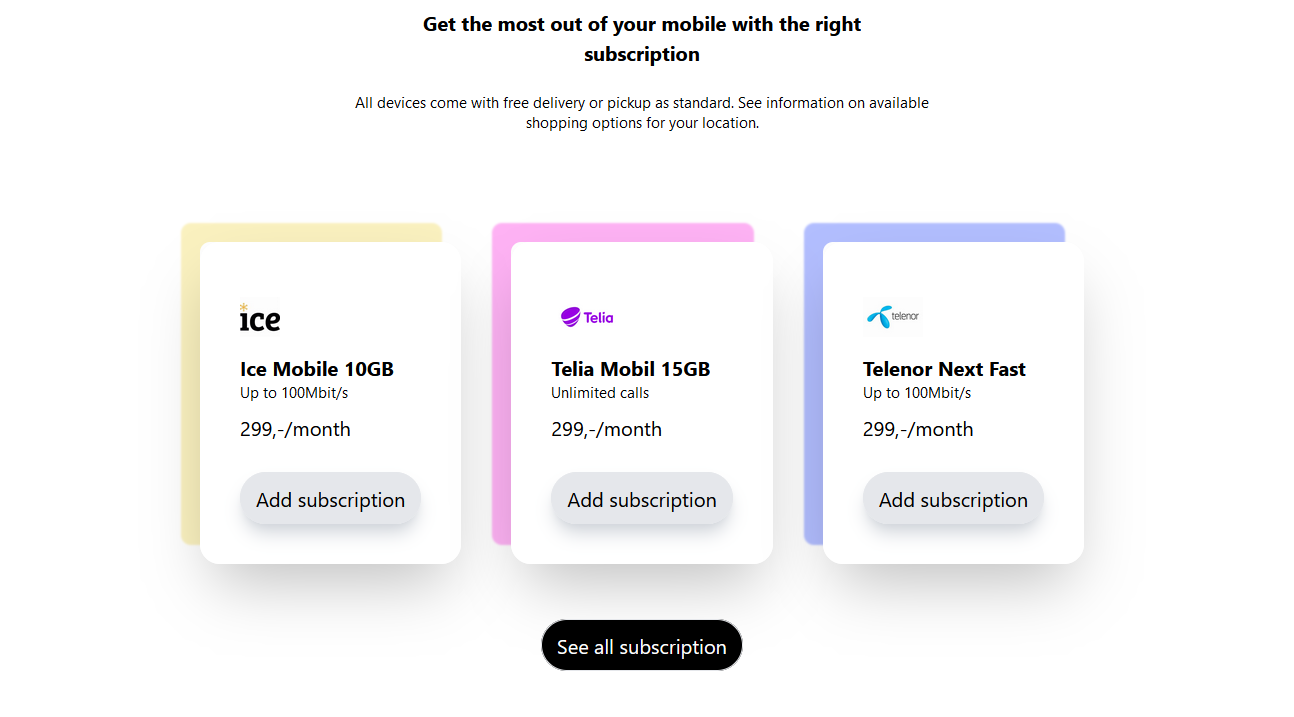 Get the most out of your mobile with the right
subscription
All devices come with free delivery or pickup as standard. See information on available
shopping options for your location.
ice
Ice Mobile 10GB
Up to 100Mbit/s
299,-/month
Add subscription
Telia
Telia Mobil 15GB
Unlimited calls
299,-/month
Add subscription
telenor
Telenor Next Fast
Up to 100Mbit/s
299,-/month
Add subscription
See all subscription